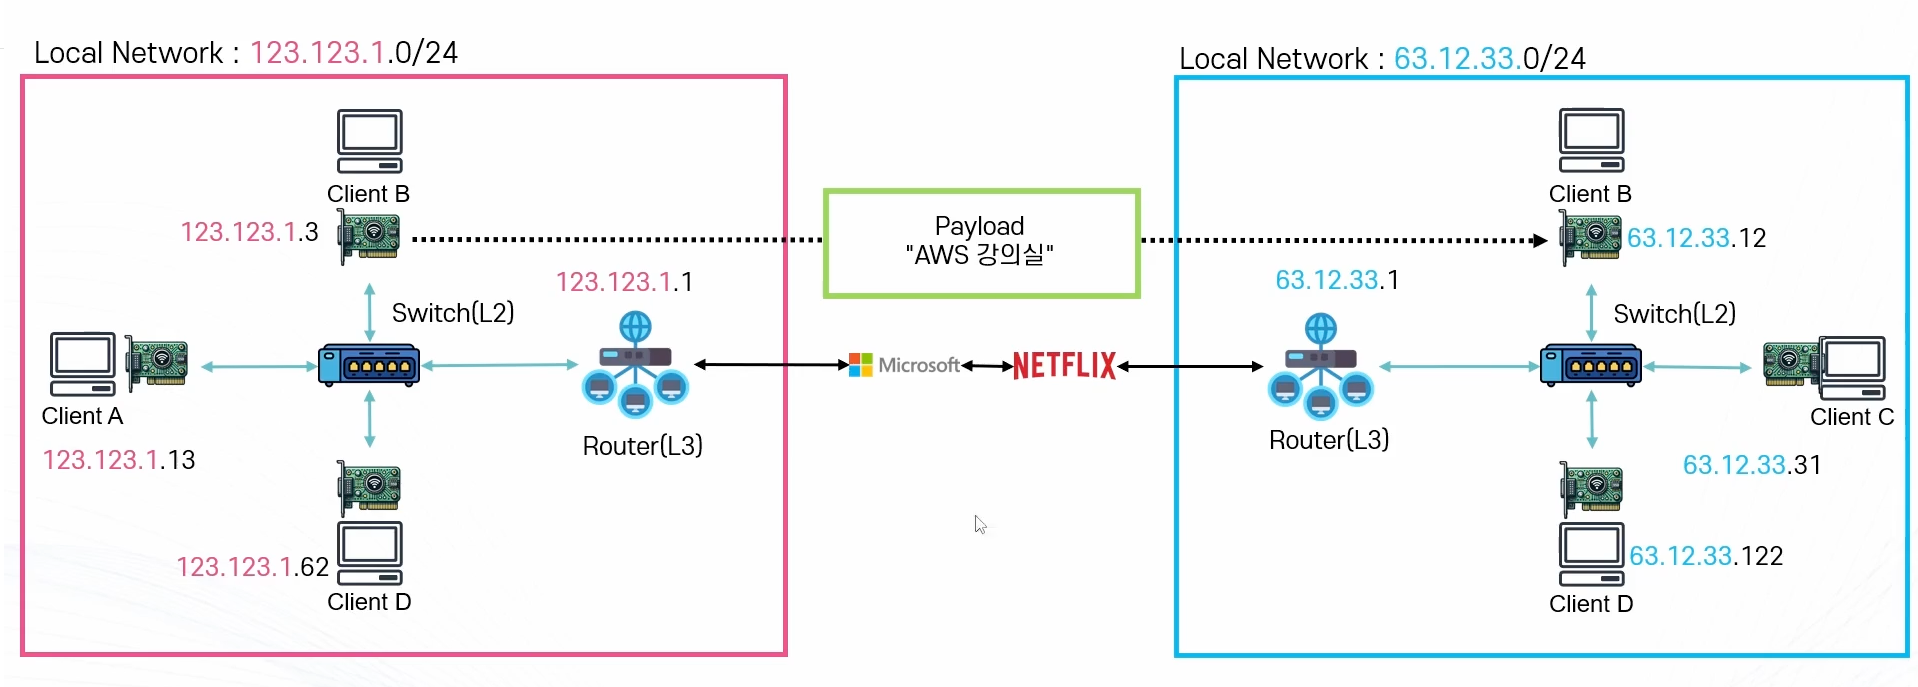 Local Network : 123.123.1.0/24
Local Network : 63.12.33.0/24
Client B
123.123.1.3
Payload
"AWS 강의실"
Client B
63.12.33.12
123.123.1.1
63.12.33.1
Switch(L2)
Switch(L2)
Microsoft
NETFLIX
Client A
123.123.1.13
Router(L3)
Router(L3)
Client C
63.12.33.31
123.123.1.62
Client D
63.12.33.122
Client D